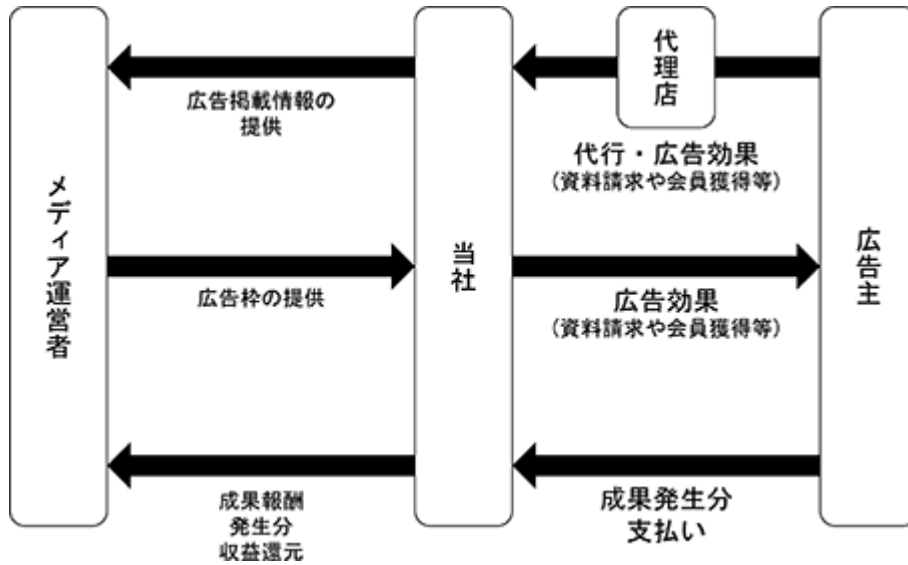 代理店
広告掲載情報の
提供
代行・広告効果
(資料請求や会員獲得等)
メディア運営者
当社
広告主
広告枠の提供
広告効果
(資料請求や会員獲得等)
成果報酬
発生分
収益還元
成果発生分
支払い